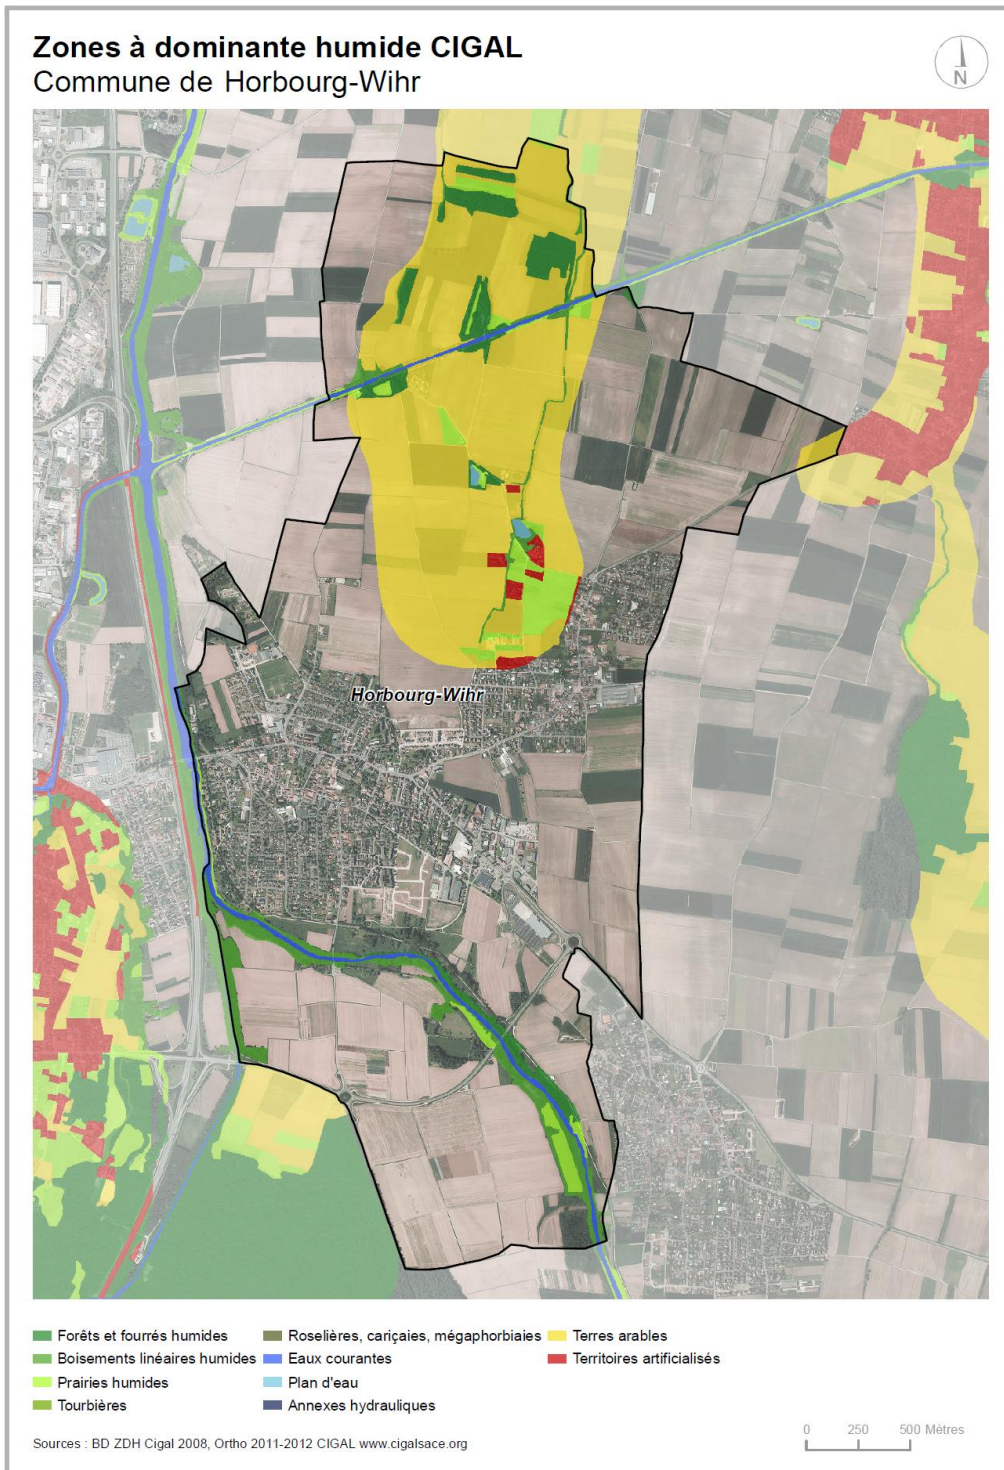 Zones à dominante humide CIGAL
Commune de Horbourg-Wihr
N
Horbourg-Wihr
Forêts et fourrés humides
Boisements linéaires humides
Prairies humides
Tourbières
Roselières, cariçaies, mégaphorbiaies
Eaux courantes
Plan d'eau
Annexes hydrauliques
Terres arables
Territoires artificialisés
Sources : BD ZDH Cigal 2008, Ortho 2011-2012 CIGAL www.cigalsace.org
0 250 500 Mètres